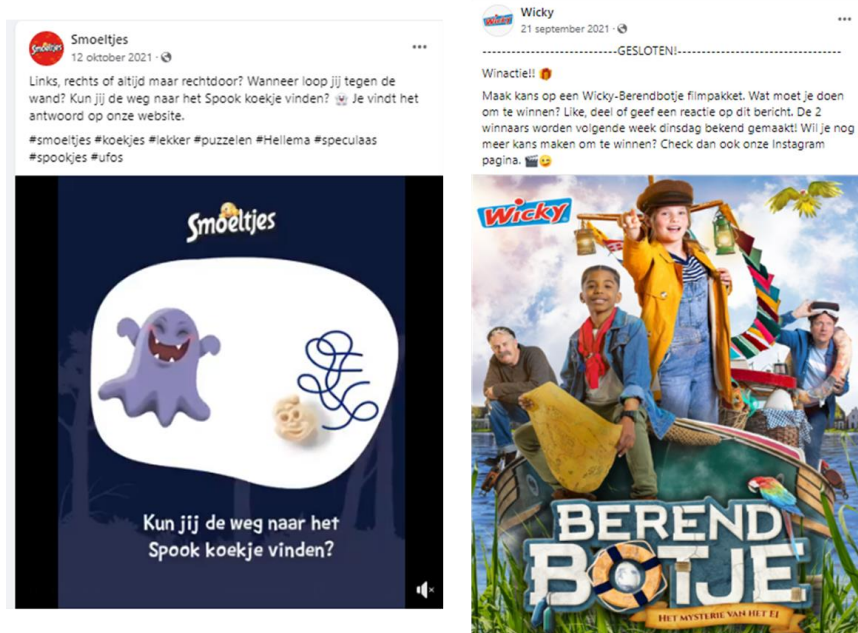 Smoeltjes
Smoeltjes
12 oktober 2021 ·
Links, rechts of altijd maar rechtdoor? Wanneer loop jij tegen de
wand? Kun jij de weg naar het Spook koekje vinden? 👻 Je vindt het
antwoord op onze website.
#smoeltjes #koekjes #lekker #puzzelen #Hellema #speculaas
#spookjes #ufos
Smoeltjes
Kun jij de weg naar het
Spook koekje vinden?
WICKY
Wicky
21 september 2021 ·
---------------------------GESLOTEN!--------------------------------
Winactie!! 🎁
Maak kans op een Wicky-Berendbotje filmpakket. Wat moet je doen
om te winnen? Like, deel of geef een reactie op dit bericht. De 2
winnaars worden volgende week dinsdag bekend gemaakt! Wil je nog
meer kans maken om te winnen? Check dan ook onze Instagram
pagina. 🎬😉
Wicky
BEREND
BOTJE
HET MYSTERIE VAN HET EI